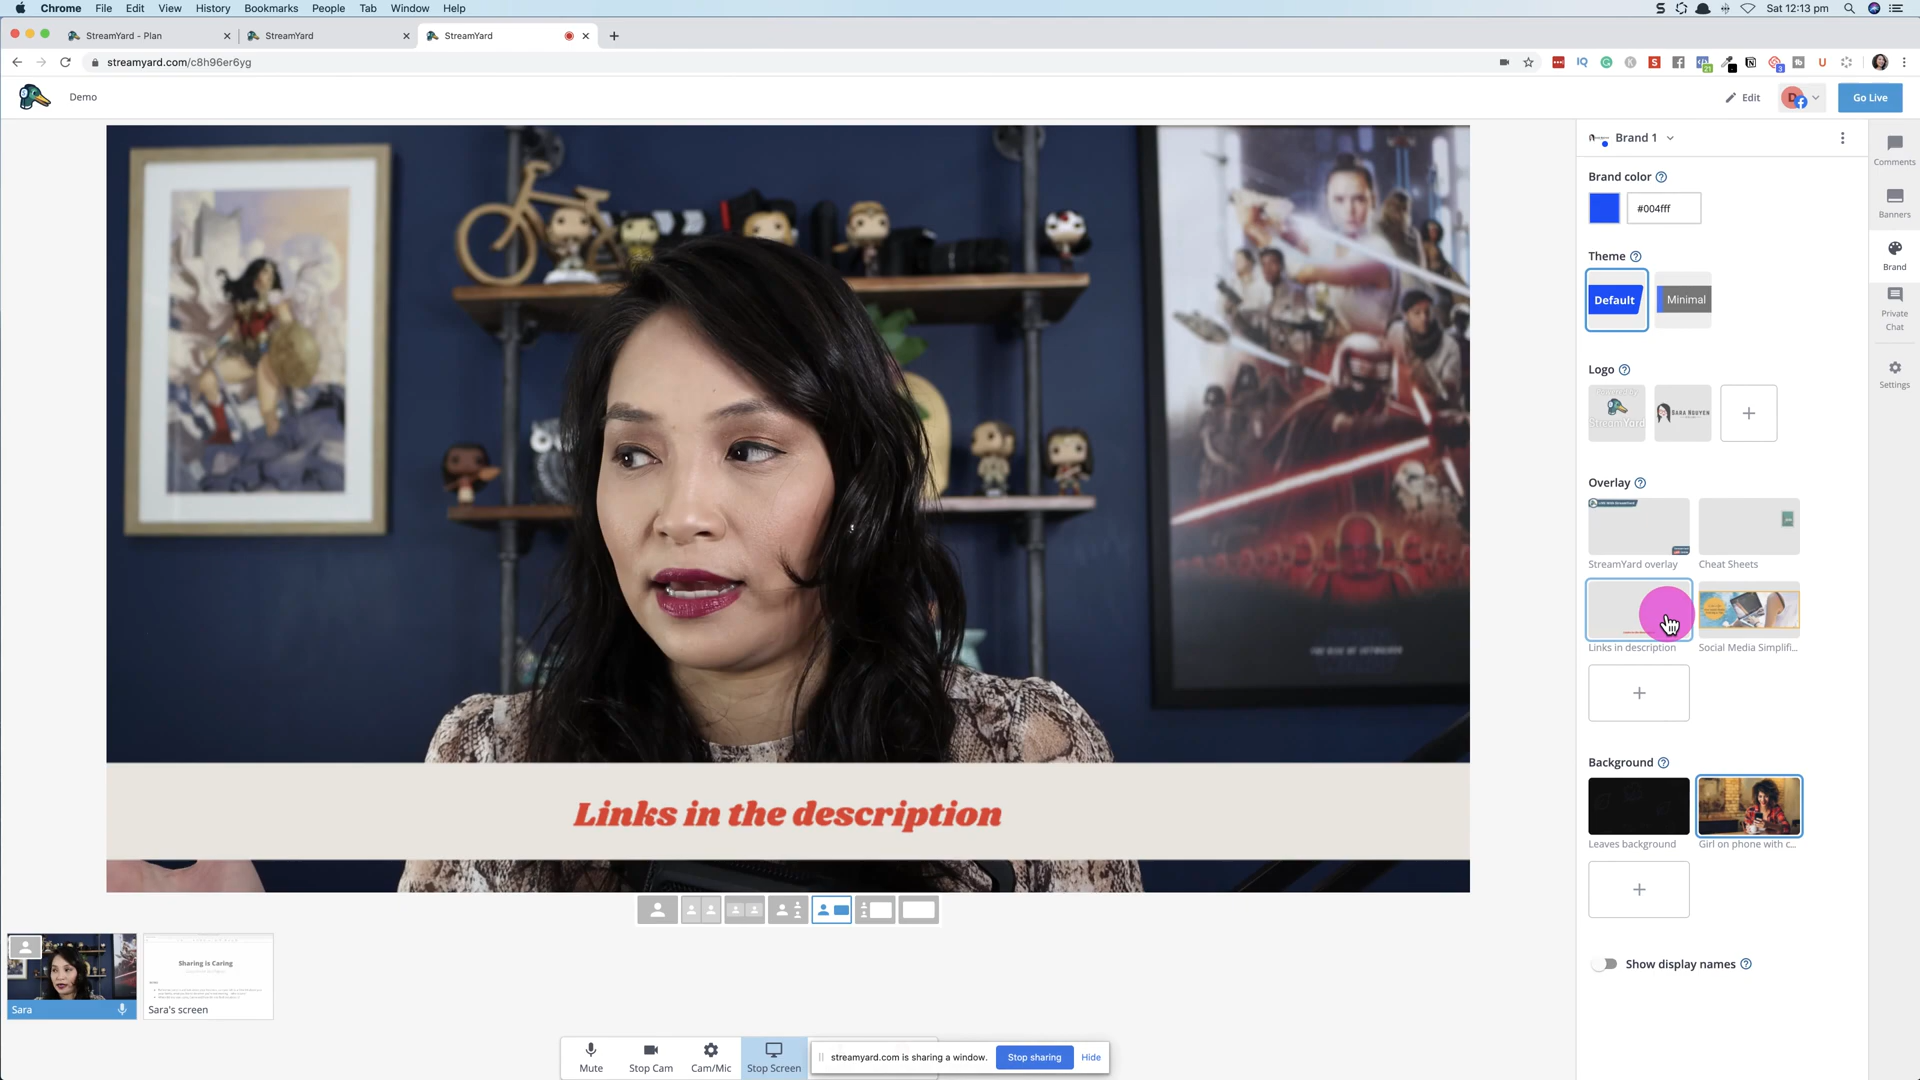 Chrome File Edit View History Bookmarks People Tab Window Help
Sat 12:13 pm
StreamYard - Plan
StreamYard
StreamYard
streamyard.com/c8h96er6yg
Demo
Edit
Go Live
Brand 1
Comments
Banners
Brand
Private
Chat
Settings
Brand color
#004fff
Theme
Default
Minimal
Logo
StreamYard
SARA NGUYEN
Overlay
StreamYard overlay
Cheat Sheets
Links in description
Social Media Simplifi...
Background
Leaves background
Girl on phone with c...
Show display names
Links in the description
Sara
Sharing is Caring
Sara's screen
Mute
Stop Cam
Cam/Mic
Stop Screen
streamyard.com is sharing a window.
Stop sharing
Hide